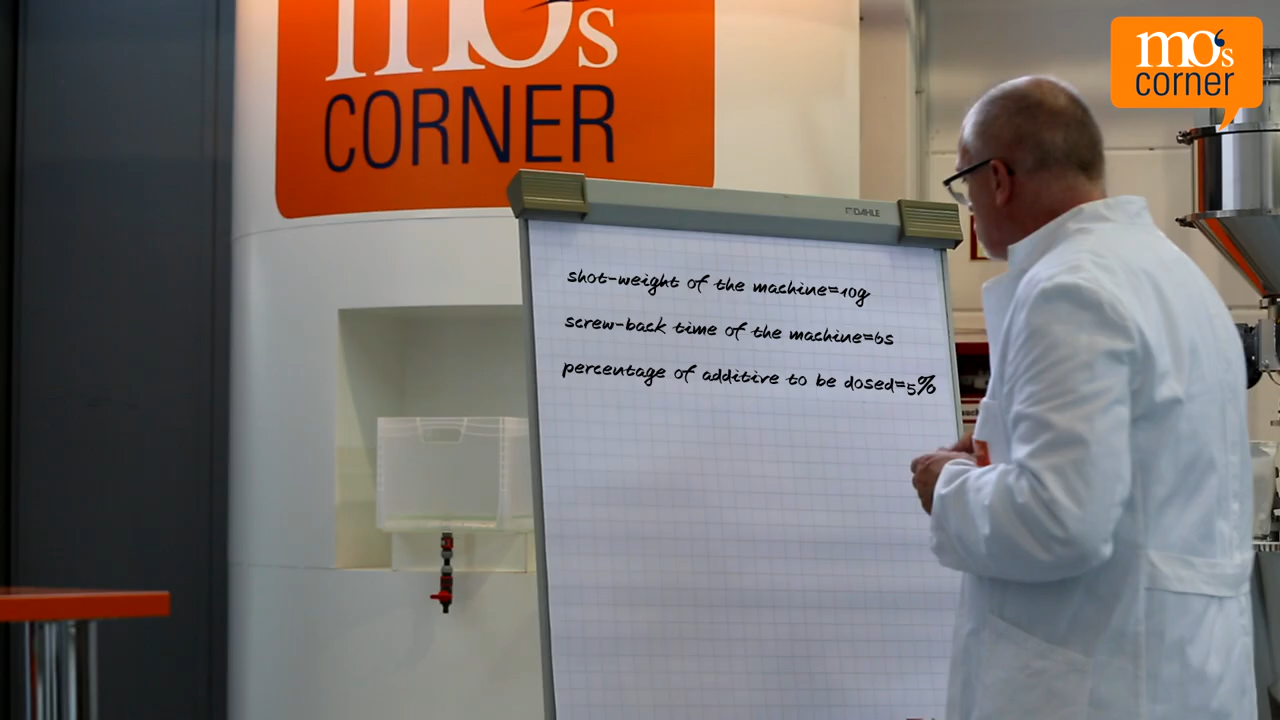 mo's
CORNER
mo's
corner
DAHLE
shot-weight of the machine=10g
screw-back time of the machine=6s
percentage of additive to be dosed=5%